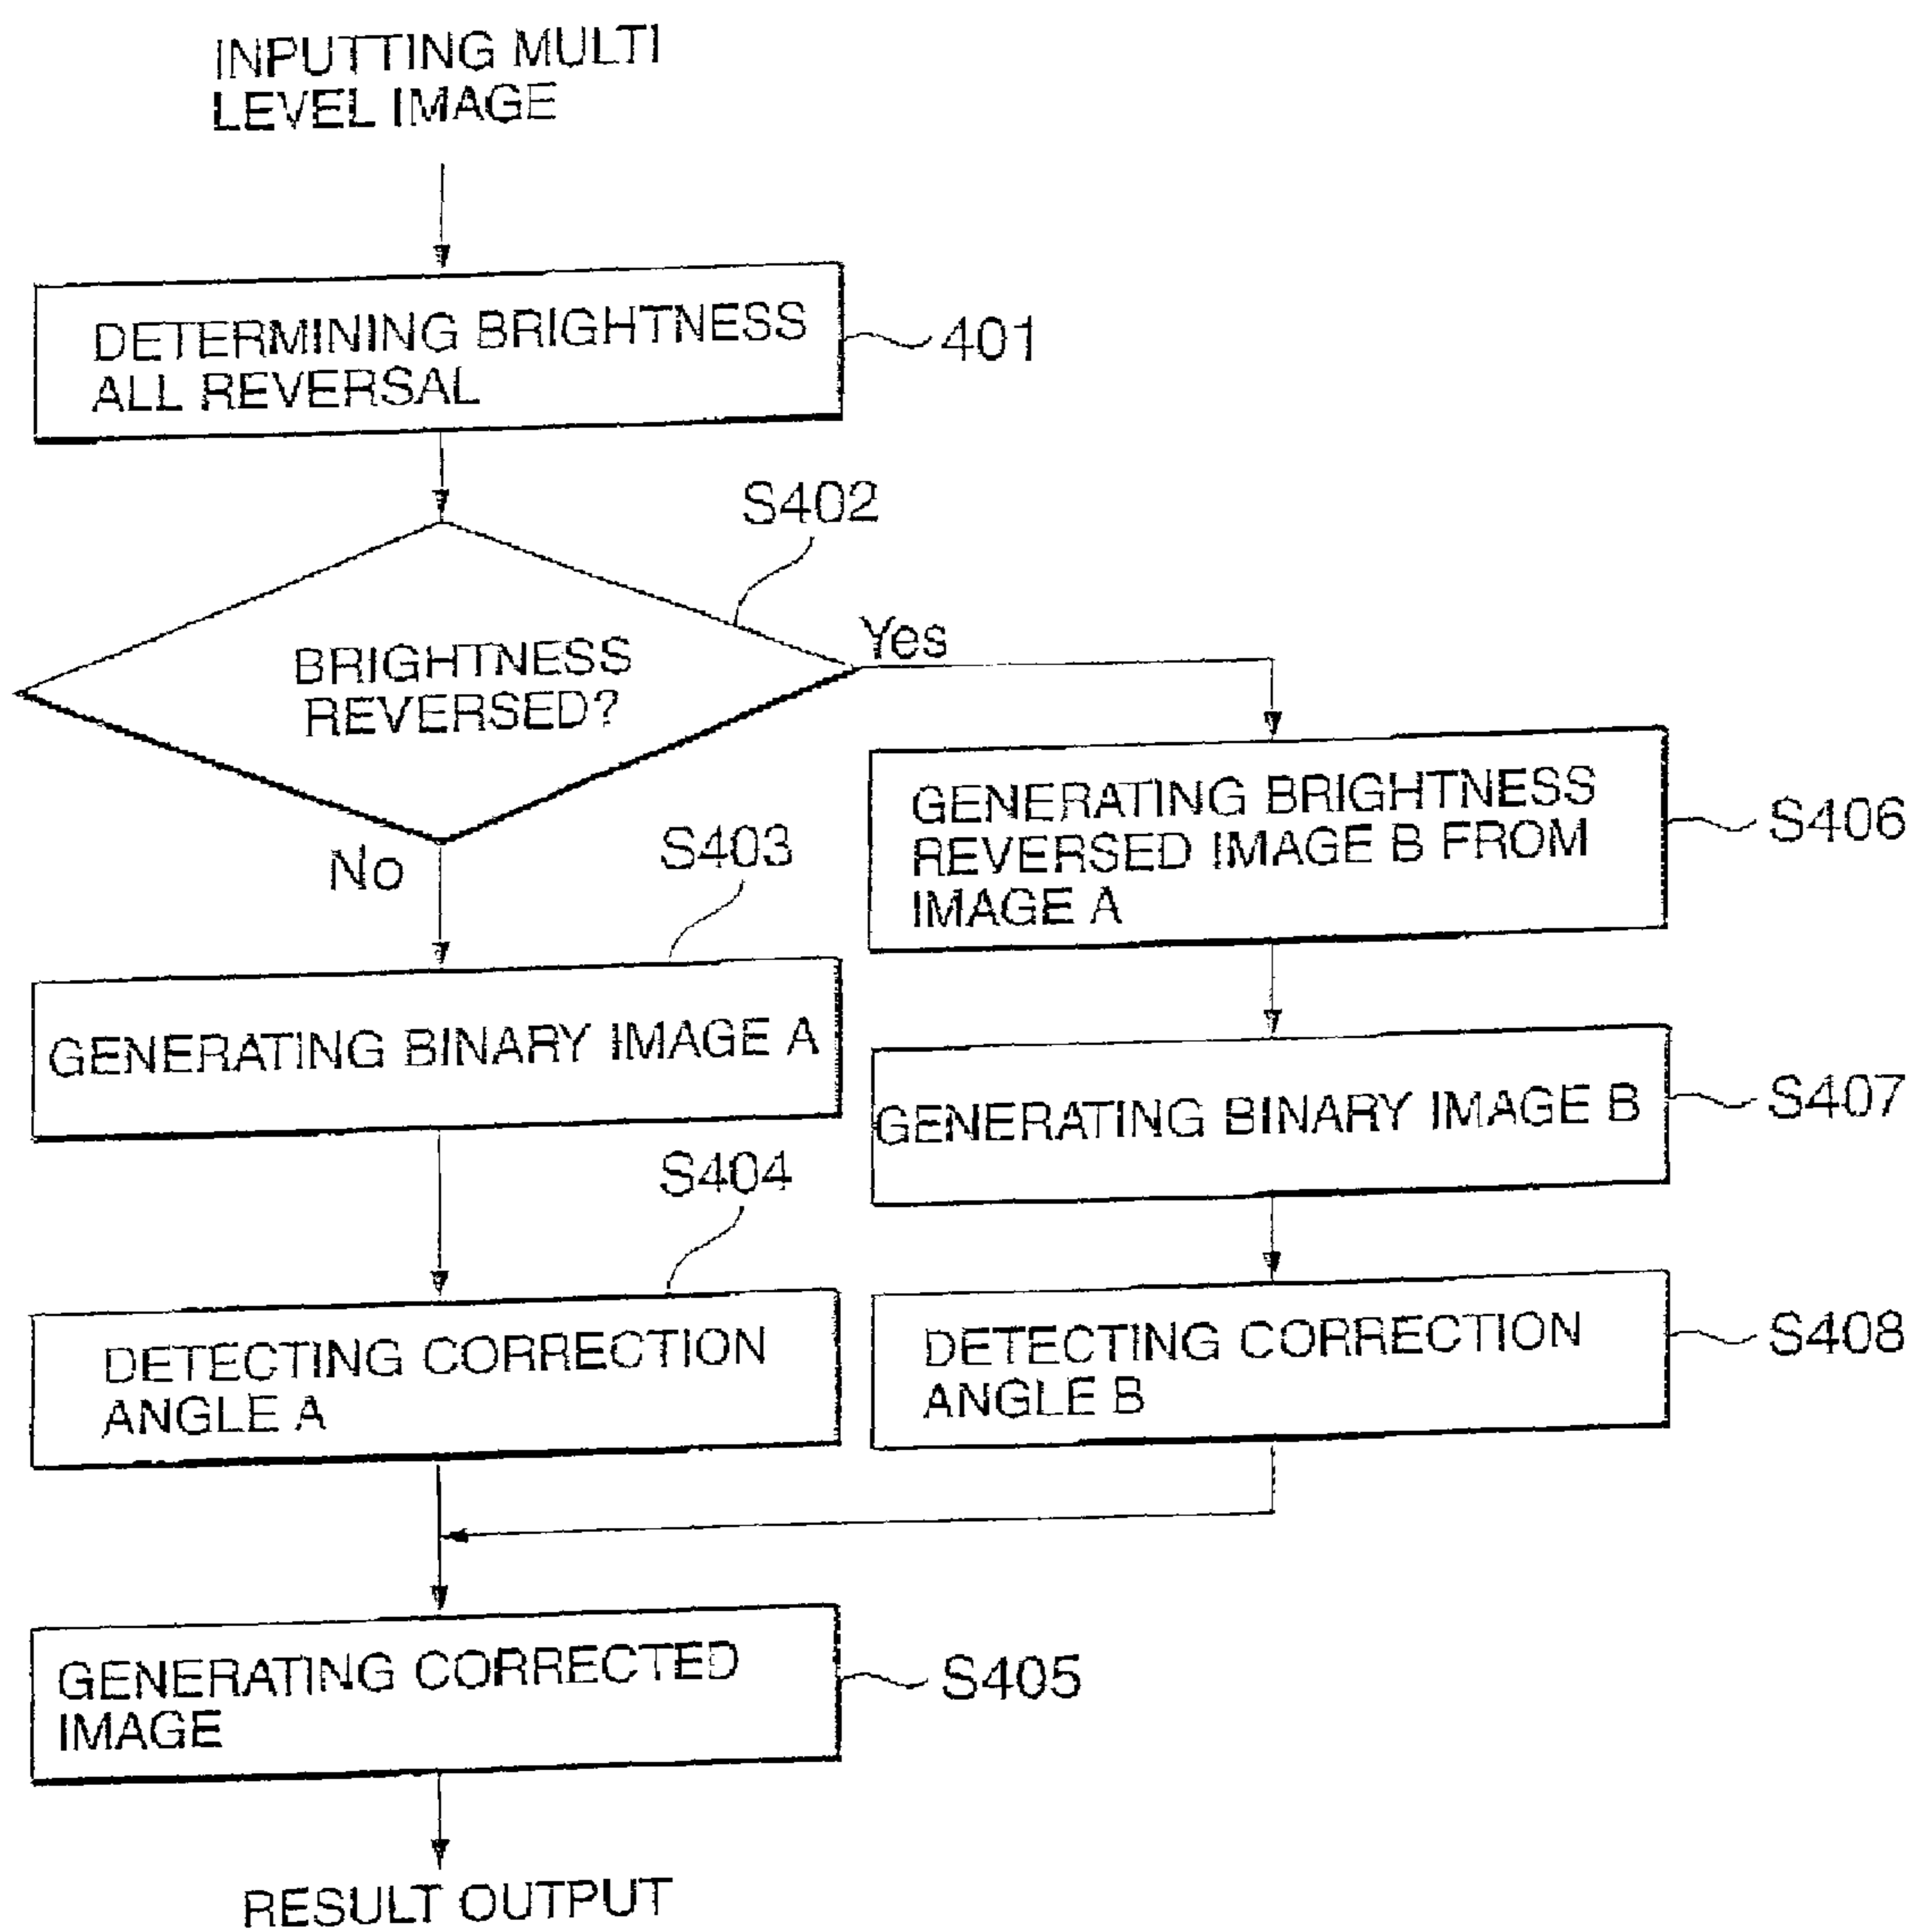 INPUTTING MULTI
LEVEL IMAGE
DETERMINING BRIGHTNESS
ALL REVERSAL
401
S402
BRIGHTNESS
REVERSED?
Yes
No
S403
GENERATING BINARY IMAGE A
S404
DETECTING CORRECTION
ANGLE A
GENERATING BRIGHTNESS
REVERSED IMAGE B FROM
IMAGE A
S406
GENERATING BINARY IMAGE B
S407
DETECTING CORRECTION
ANGLE B
S408
GENERATING CORRECTED
IMAGE
S405
RESULT OUTPUT